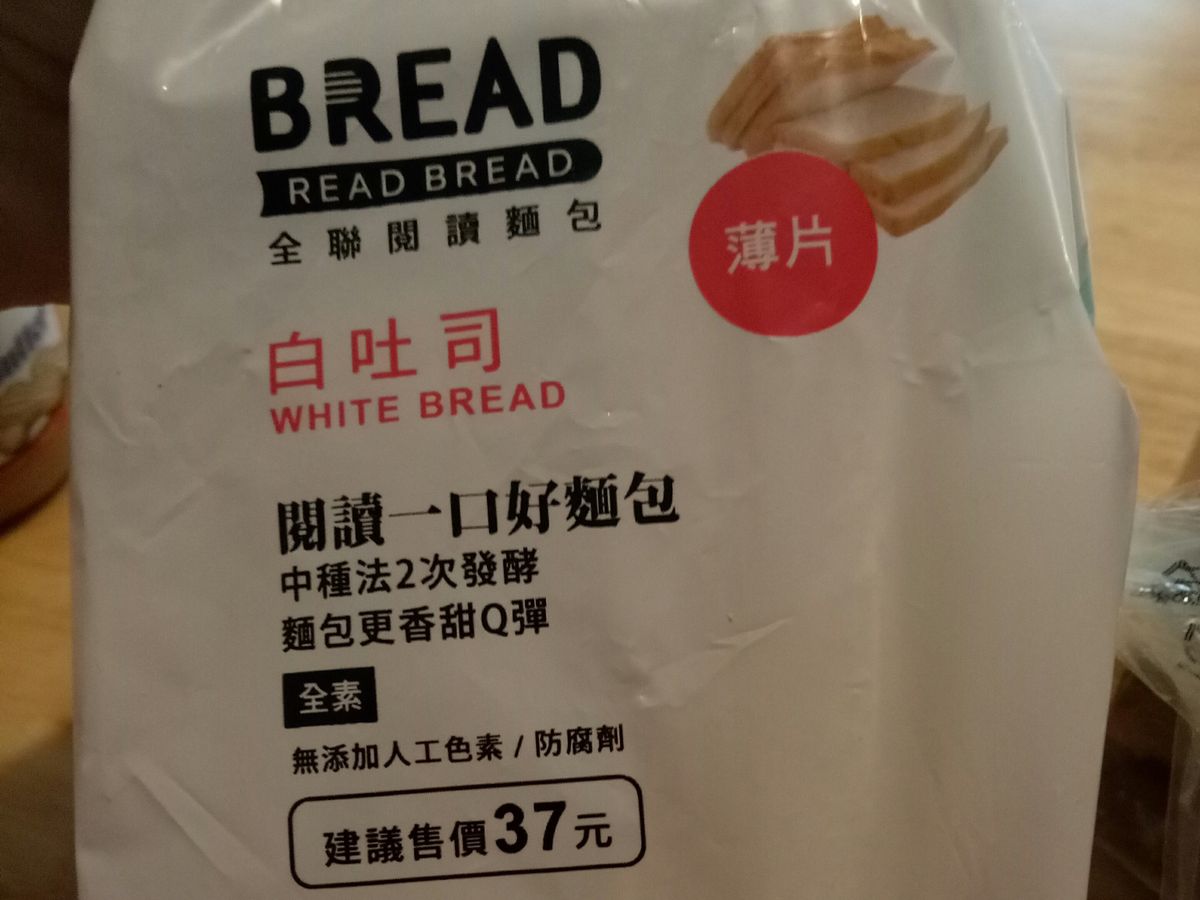 BREAD
READ BREAD
全聯閱讀麵包
薄片
白吐司
WHITE BREAD
閱讀一口好麵包
中種法2次發酵
麵包更香甜Q彈
全素
無添加人工色素 / 防腐劑
建議售價37元